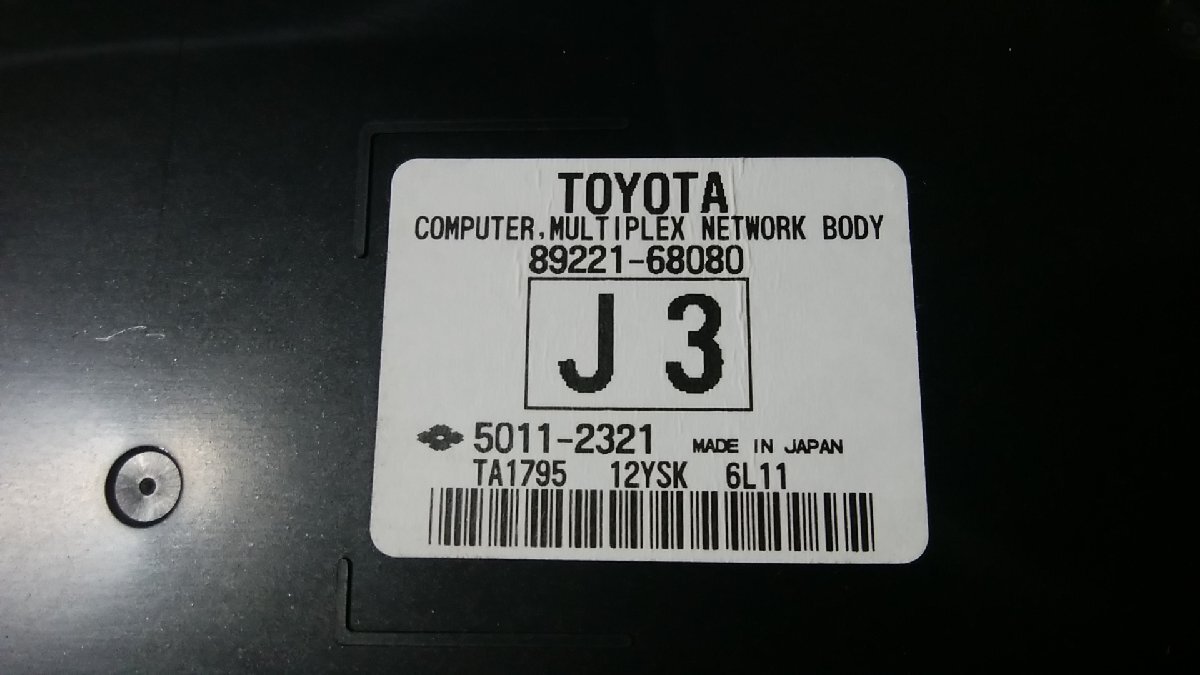 TOYOTA
COMPUTER,MULTIPLEX NETWORK BODY
89221-68080
J 3
5011-2321 MADE IN JAPAN
TA1795 12YSK 6L11